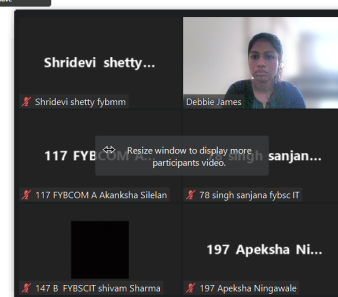 Shridevi shetty...
Shridevi shetty fybmm
Debbie James
117 FYBCOM A...
singh sanjan...
Resize window to display more
participants video.
117 FYBCOM A Akanksha Silelan
78 singh sanjana fybsc IT
197 Apeksha Ni...
147 B FYBSCIT shivam Sharma
197 Apeksha Ningawale